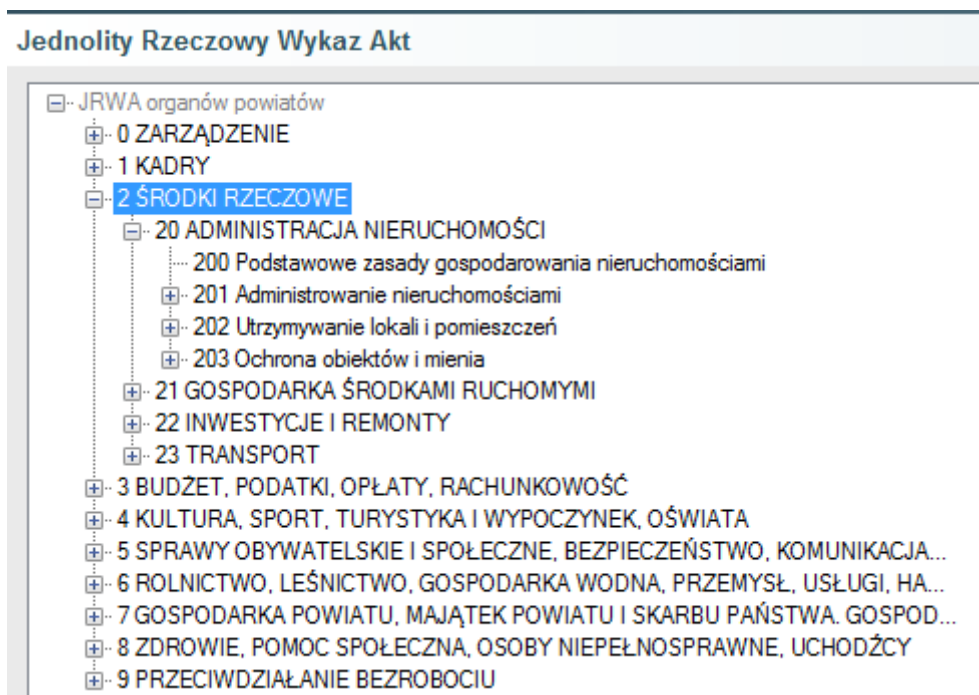 Jednolity Rzeczowy Wykaz Akt
JRWA organów powiatów
0 ZARZĄDZENIE
1 KADRY
2 ŚRODKI RZECZOWE
20 ADMINISTRACJA NIERUCHOMOŚCI
200 Podstawowe zasady gospodarowania nieruchomościami
201 Administrowanie nieruchomościami
202 Utrzymywanie lokali i pomieszczeń
203 Ochrona obiektów i mienia
21 GOSPODARKA ŚRODKAMI RUCHOMYMI
22 INWESTYCJE I REMONTY
23 TRANSPORT
3 BUDŻET, PODATKI, OPŁATY, RACHUNKOWOŚĆ
4 KULTURA, SPORT, TURYSTYKA I WYPOCZYNEK, OŚWIATA
5 SPRAWY OBYWATELSKIE I SPOŁECZNE, BEZPIECZEŃSTWO, KOMUNIKACJA...
6 ROLNICTWO, LEŚNICTWO, GOSPODARKA WODNA, PRZEMYSŁ, USŁUGI, HA...
7 GOSPODARKA POWIATU, MAJĄTEK POWIATU I SKARBU PAŃSTWA. GOSPOD...
8 ZDROWIE, POMOC SPOŁECZNA, OSOBY NIEPEŁNOSPRAWNE, UCHODŹCY
9 PRZECIWDZIAŁANIE BEZROBOCIU